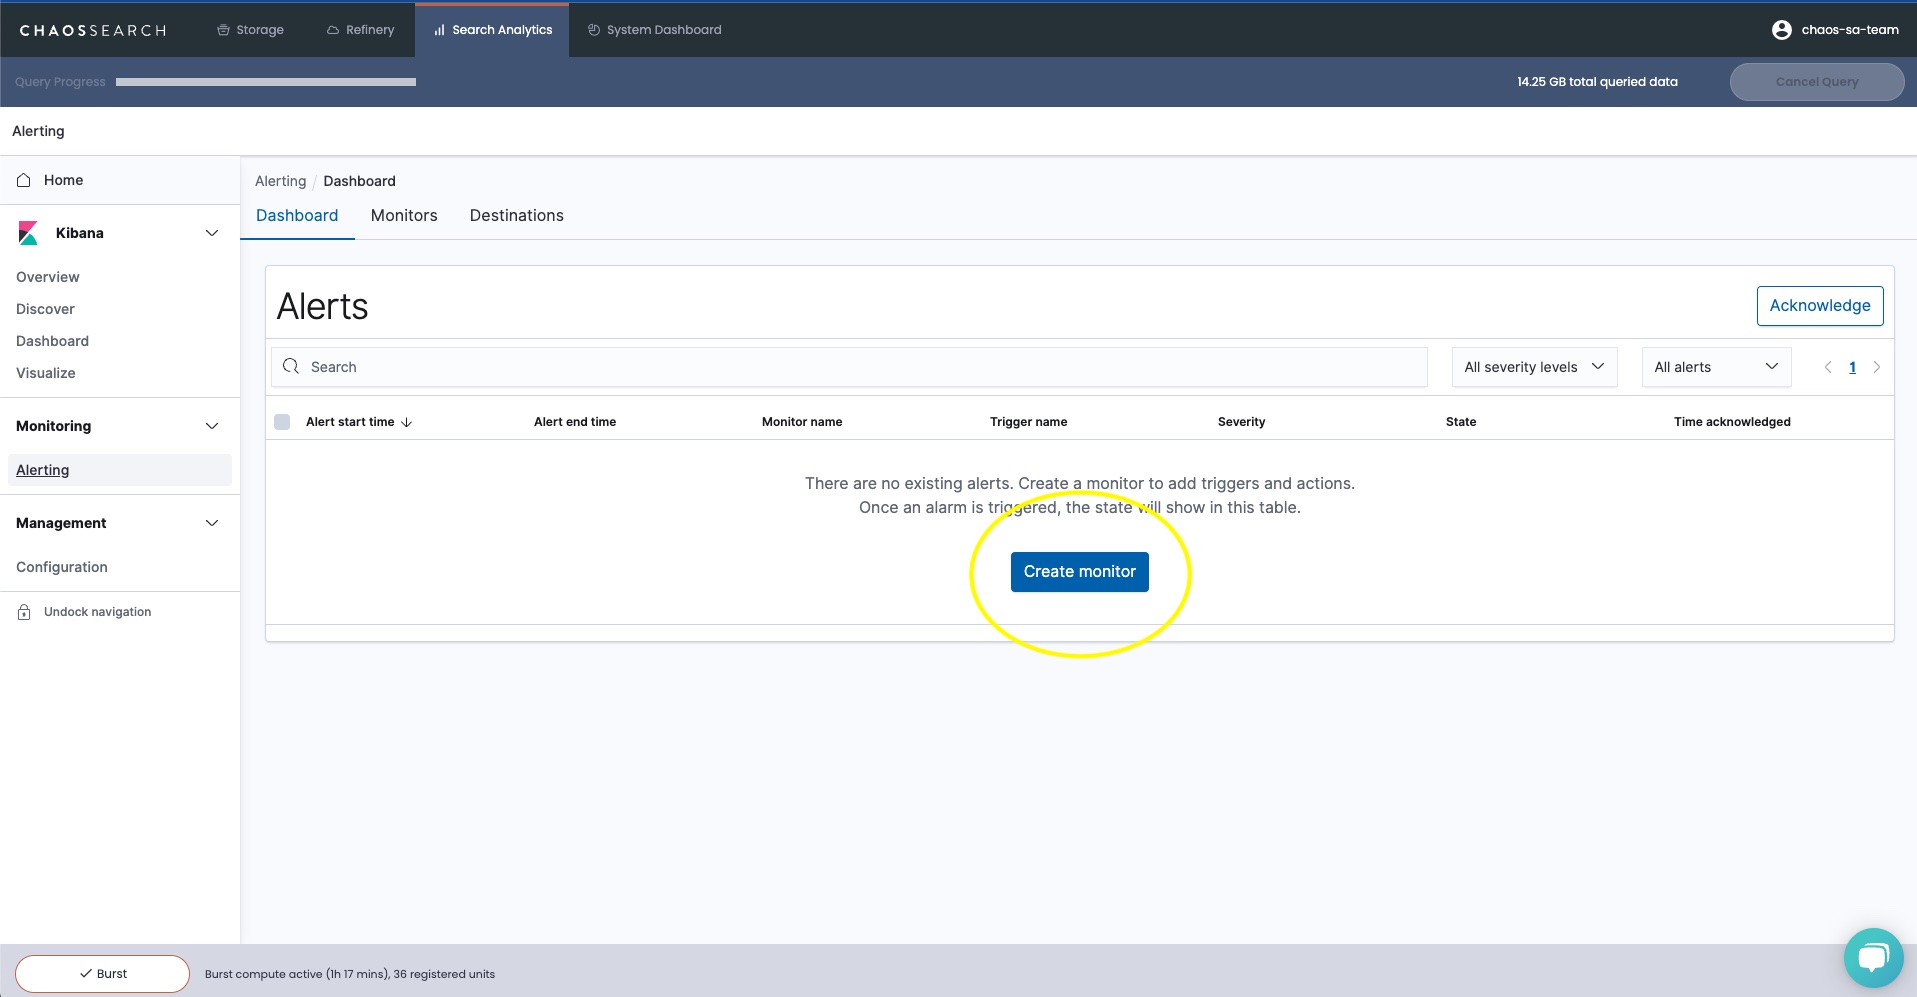 CHAOSSEARCH Storage Refinery Search Analytics System Dashboard chaos-sa-team
Query Progress 14.25 GB total queried data Cancel Query
Alerting
Home
Kibana
Overview
Discover
Dashboard
Visualize
Monitoring
Alerting
Management
Configuration
Undock navigation
Alerting / Dashboard
Dashboard Monitors Destinations
Alerts Acknowledge
Search All severity levels All alerts 1
Alert start time Alert end time Monitor name Trigger name Severity State Time acknowledged
There are no existing alerts. Create a monitor to add triggers and actions.
Once an alarm is triggered, the state will show in this table.
Create monitor
Burst Burst compute active (1h 17 mins), 36 registered units